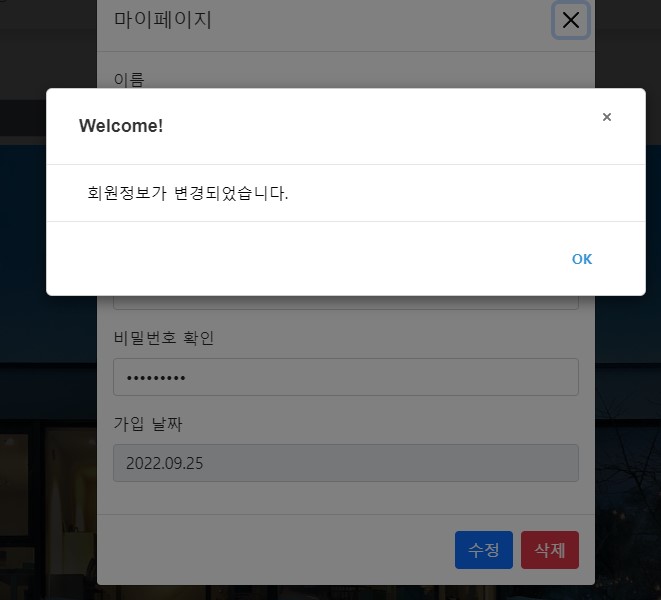 마이페이지
이름
Welcome!
×
회원정보가 변경되었습니다.
OK
비밀번호 확인
•••••••••
가입 날짜
2022.09.25
수정 삭제